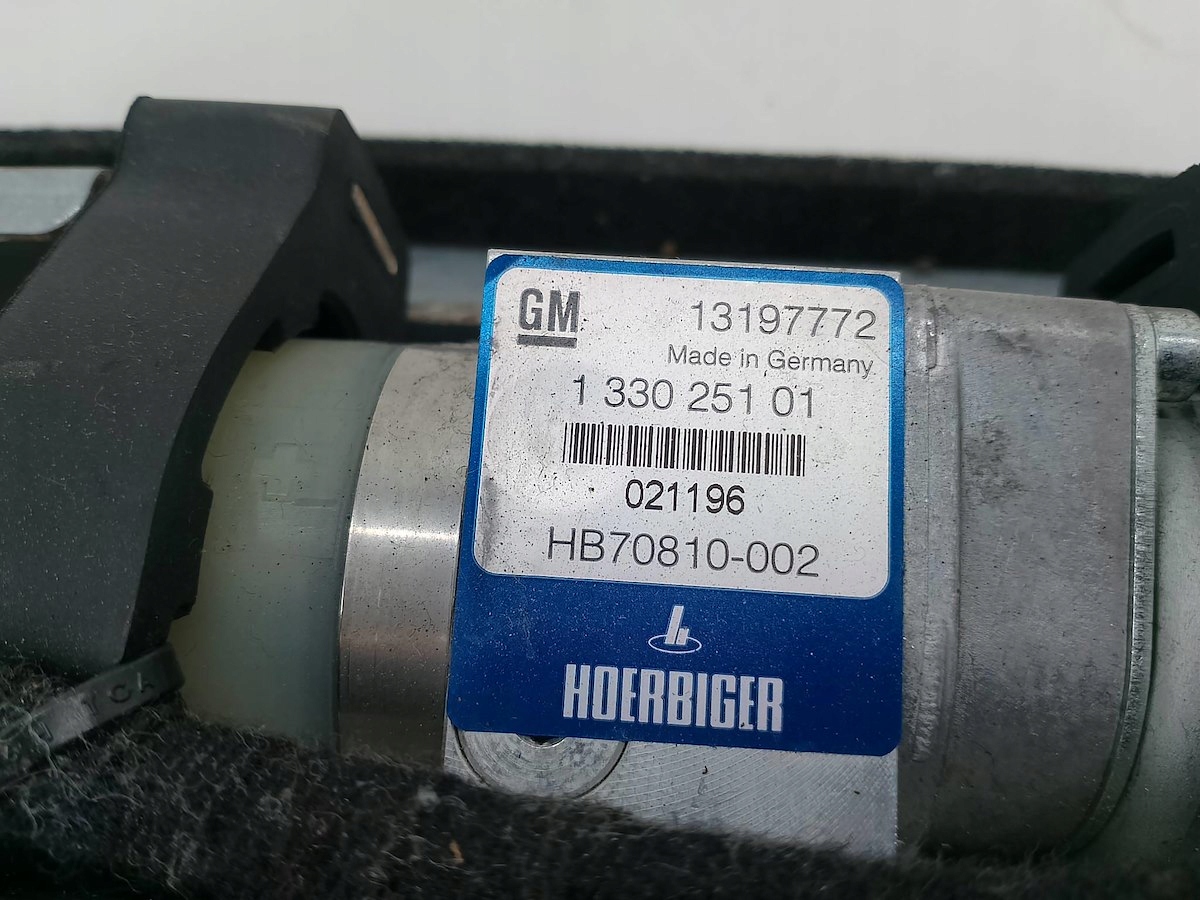 GM
13197772
Made in Germany
1 330 251 01
021196
HB70810-002
HOERBIGER